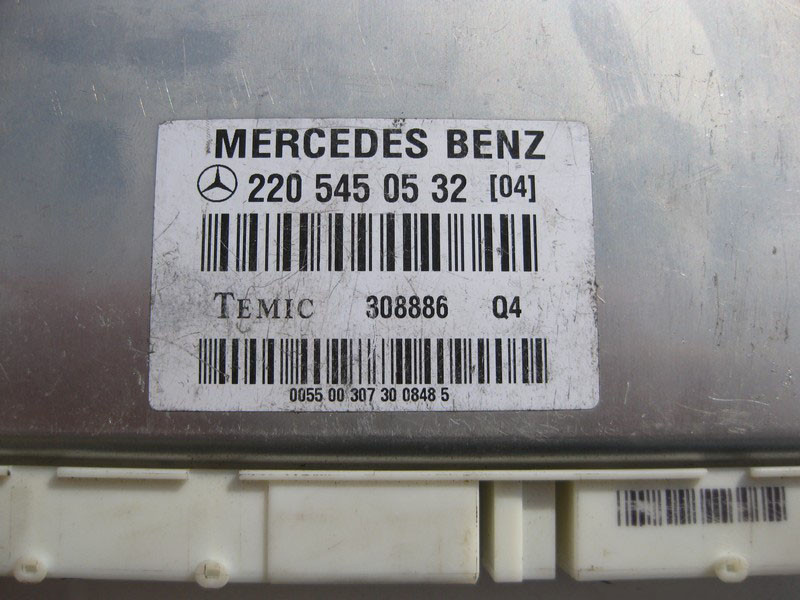 MERCEDES BENZ
220 545 05 32 [04]
TEMIC 308886 Q4
0055 00 307 30 0848 5